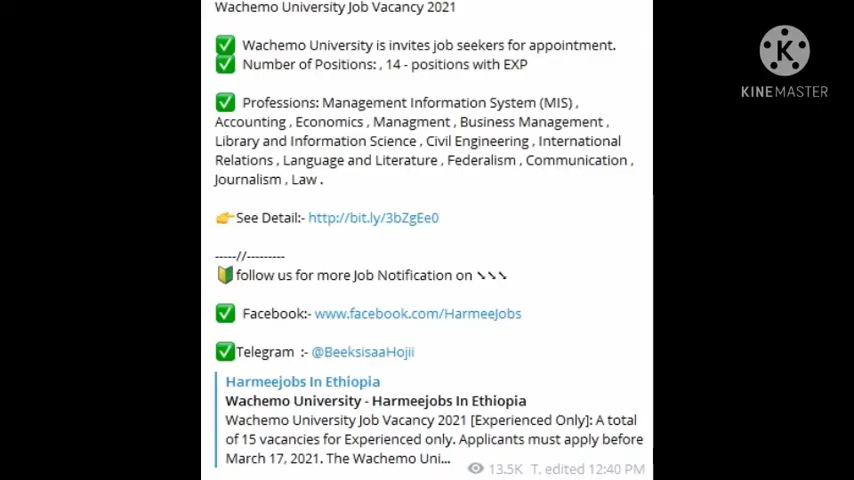 Wachemo University Job Vacancy 2021
✅ Wachemo University is invites job seekers for appointment.
✅ Number of Positions: , 14 - positions with EXP
✅ Professions: Management Information System (MIS) ,
Accounting , Economics , Managment , Business Management ,
Library and Information Science , Civil Engineering , International
Relations , Language and Literature , Federalism , Communication ,
Journalism , Law .
👉See Detail:- http://bit.ly/3bZgEe0
-----//---------
🔰follow us for more Job Notification on ⸌⸌⸌
✅ Facebook:- www.facebook.com/HarmeeJobs
✅Telegram :- @BeeksisaaHojii
Harmeejobs In Ethiopia
Wachemo University - Harmeejobs In Ethiopia
Wachemo University Job Vacancy 2021 [Experienced Only]: A total
of 15 vacancies for Experienced only. Applicants must apply before
March 17, 2021. The Wachemo Uni...
13.5K T, edited 12:40 PM
KINEMASTER